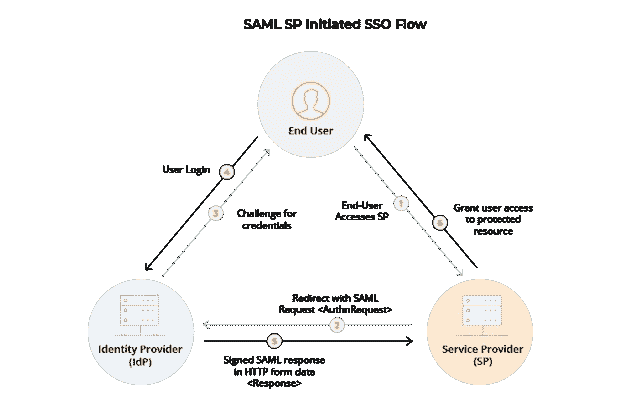 SAML SP Initiated SSO Flow
End User
4
User Login
3
Challenge for
credentials
End-User
Accesses SP
1
Grant user access
to protected
resource
6
Redirect with SAML
Request <AuthnRequest>
2
Identity Provider
(IdP)
5
Signed SAML response
in HTTP form data
<Response>
Service Provider
(SP)